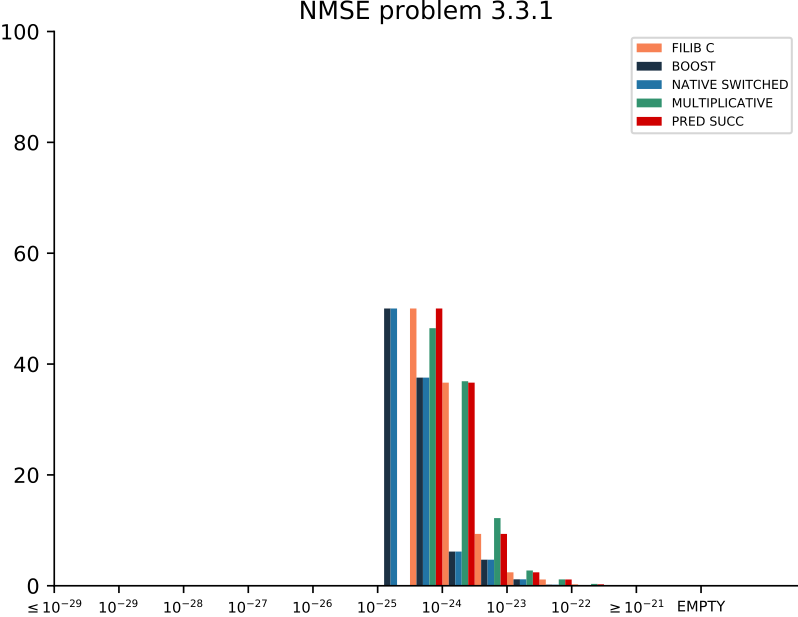 NMSE problem 3.3.1
100
80
60
40
20
0
FILIB C
BOOST
NATIVE SWITCHED
MULTIPLICATIVE
PRED SUCC
≤ 10⁻²⁹ 10⁻²⁹ 10⁻²⁸ 10⁻²⁷ 10⁻²⁶ 10⁻²⁵ 10⁻²⁴ 10⁻²³ 10⁻²² ≥ 10⁻²¹ EMPTY